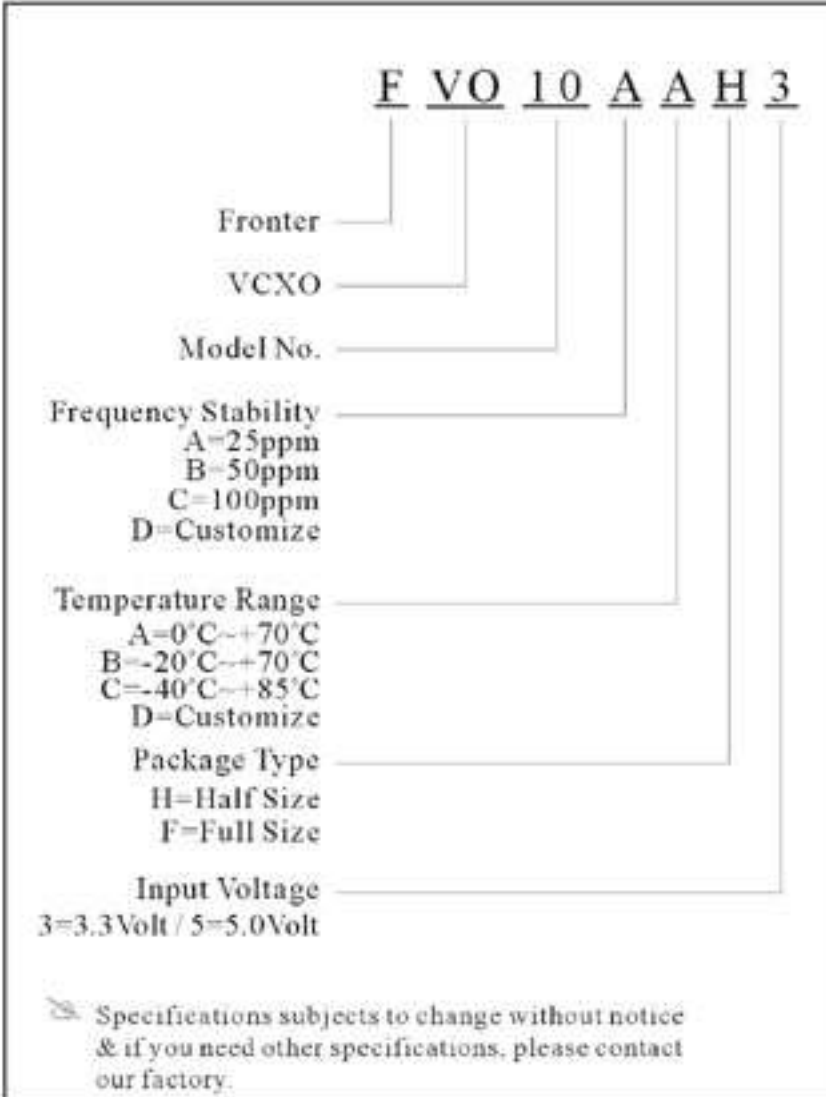 F VO 10 A A H 3
Fronter
VCXO
Model No.
Frequency Stability
A=25ppm
B=50ppm
C=100ppm
D=Customize
Temperature Range
A=0°C~+70°C
B=-20°C~+70°C
C=-40°C~+85°C
D=Customize
Package Type
H=Half Size
F=Full Size
Input Voltage
3=3.3Volt / 5=5.0Volt
Specifications subjects to change without notice
& if you need other specifications, please contact
our factory.